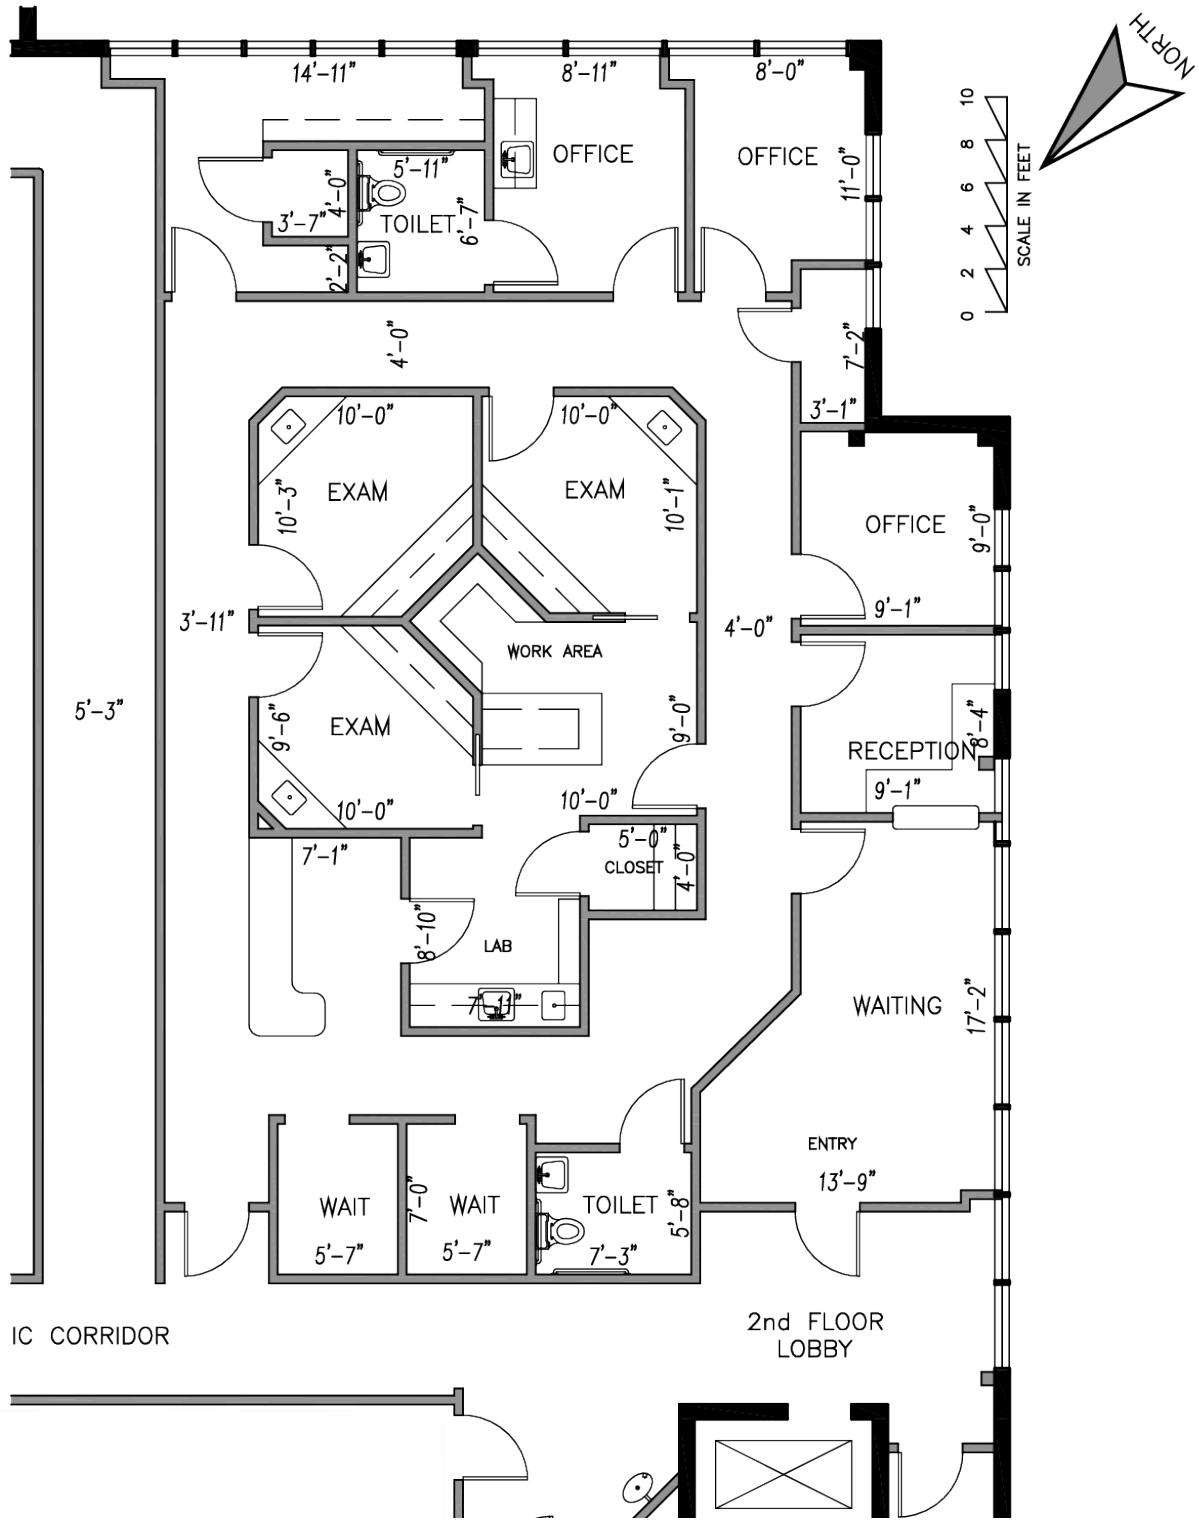 NORTH
14'-11"
8'-11"
8'-0"
10
8
6
4
2
0
SCALE IN FEET
OFFICE
OFFICE
11'-0"
5'-11"
4'-0"
3'-7"
TOILET
6'-7"
2'-2"
4'-0"
7'-2"
3'-1"
10'-0"
10'-0"
EXAM
EXAM
10'-3"
10'-1"
OFFICE
9'-0"
9'-1"
3'-11"
4'-0"
WORK AREA
5'-3"
EXAM
9'-6"
9'-0"
8'-4"
RECEPTION
9'-1"
10'-0"
10'-0"
7'-1"
5'-0"
CLOSET
4'-0"
8'-10"
LAB
7'-11"
WAITING
17'-2"
ENTRY
13'-9"
WAIT
7'-0"
WAIT
TOILET
5'-8"
5'-7"
5'-7"
7'-3"
IC CORRIDOR
2nd FLOOR
LOBBY